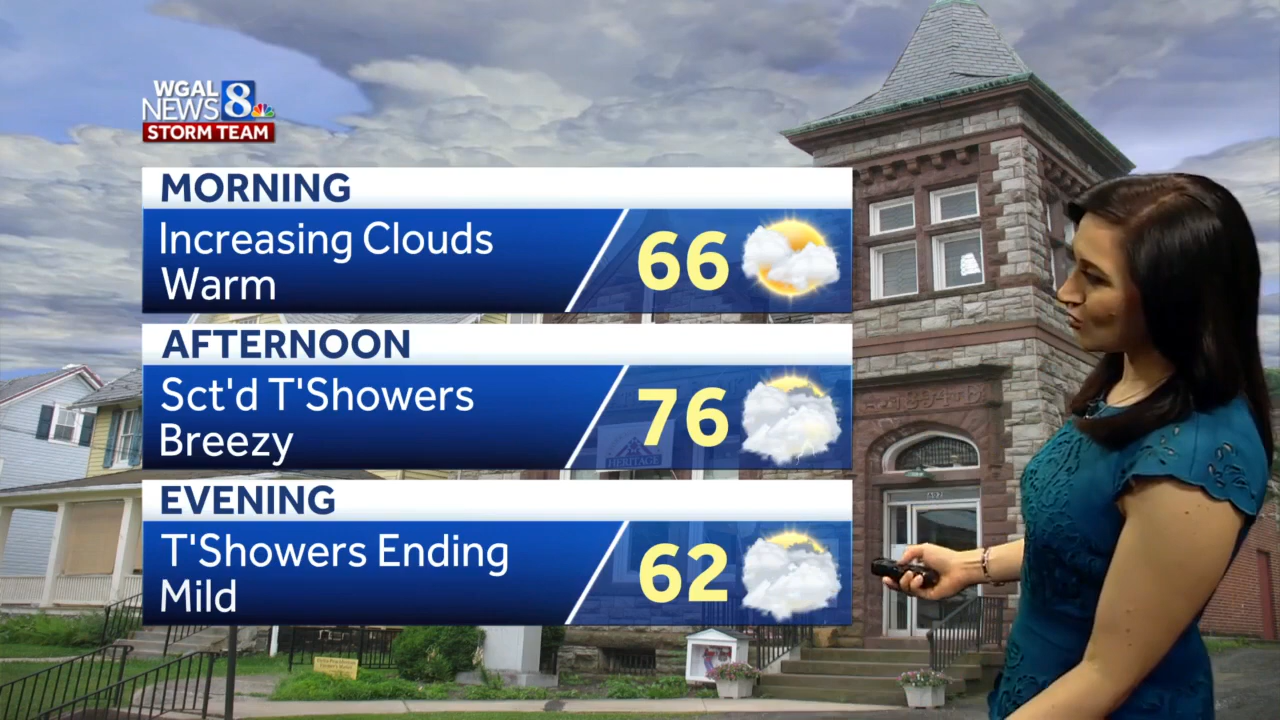 WGAL
NEWS 8
STORM TEAM
MORNING
Increasing Clouds
Warm
66
AFTERNOON
Sct'd T'Showers
Breezy
76
HERITAGE
EVENING
T'Showers Ending
Mild
62